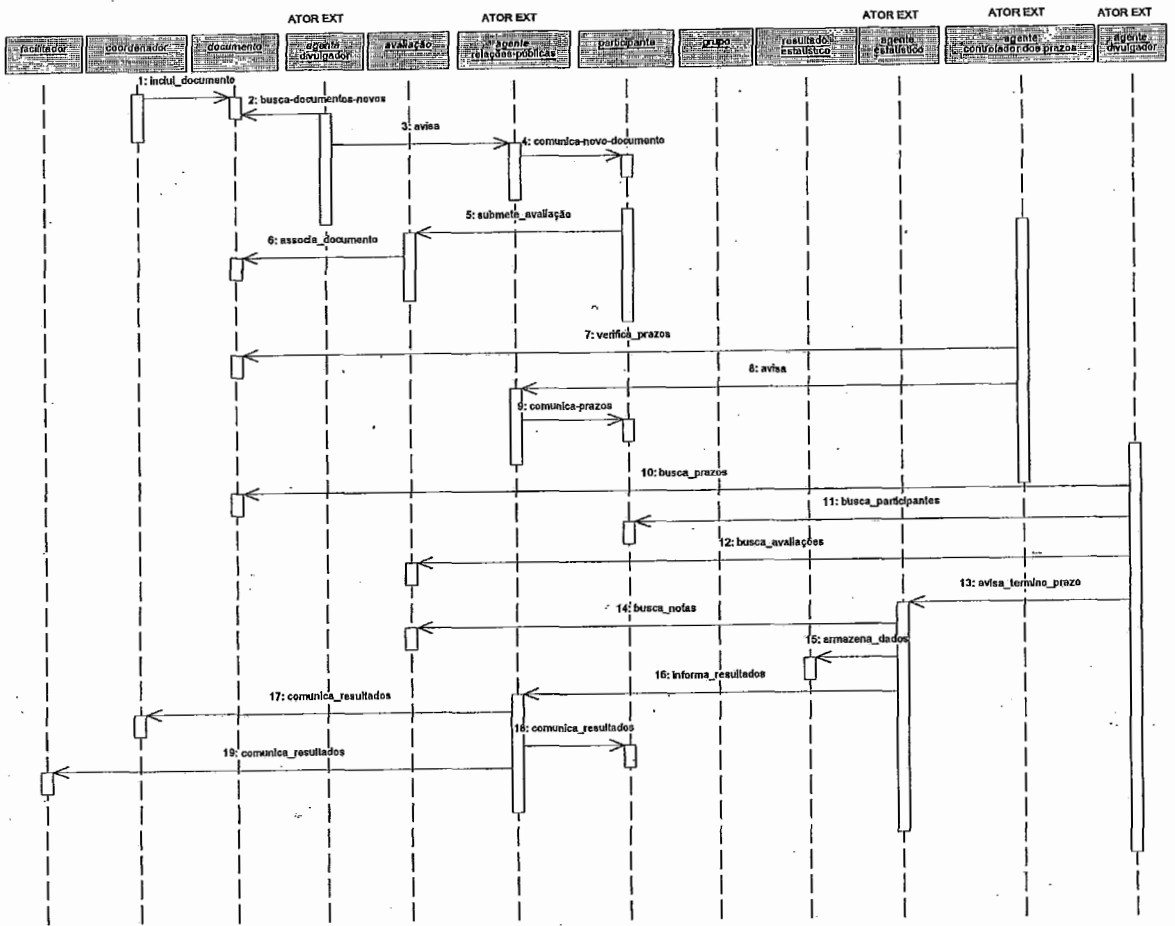 ATOR EXT
ATOR EXT
ATOR EXT
ATOR EXT
ATOR EXT
facilitador
coordenador
documento
agente
divulgador
avaliação
agente
relações-públicas
participante
grupo
resultado
estatístico
agente
estatístico
agente
controlador dos prazos
agente
divulgador
1: inclui_documento
2: busca-documentos-novos
3: avisa
4: comunica-novo-documento
5: submete_avaliação
6: associa_documento
7: verifica_prazos
8: avisa
9: comunica-prazos
10: busca_prazos
11: busca_participantes
12: busca_avaliações
13: avisa_termino_prazo
14: busca_notas
15: armazena_dados
16: informa_resultados
17: comunica_resultados
18: comunica_resultados
19: comunica_resultados